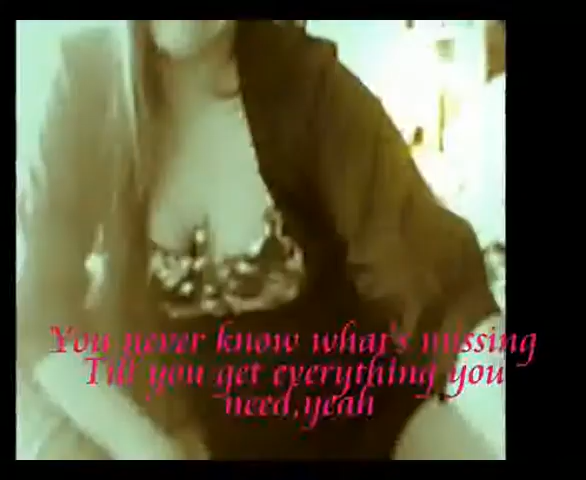 You never know what's missing
Till you get everything you
need,yeah